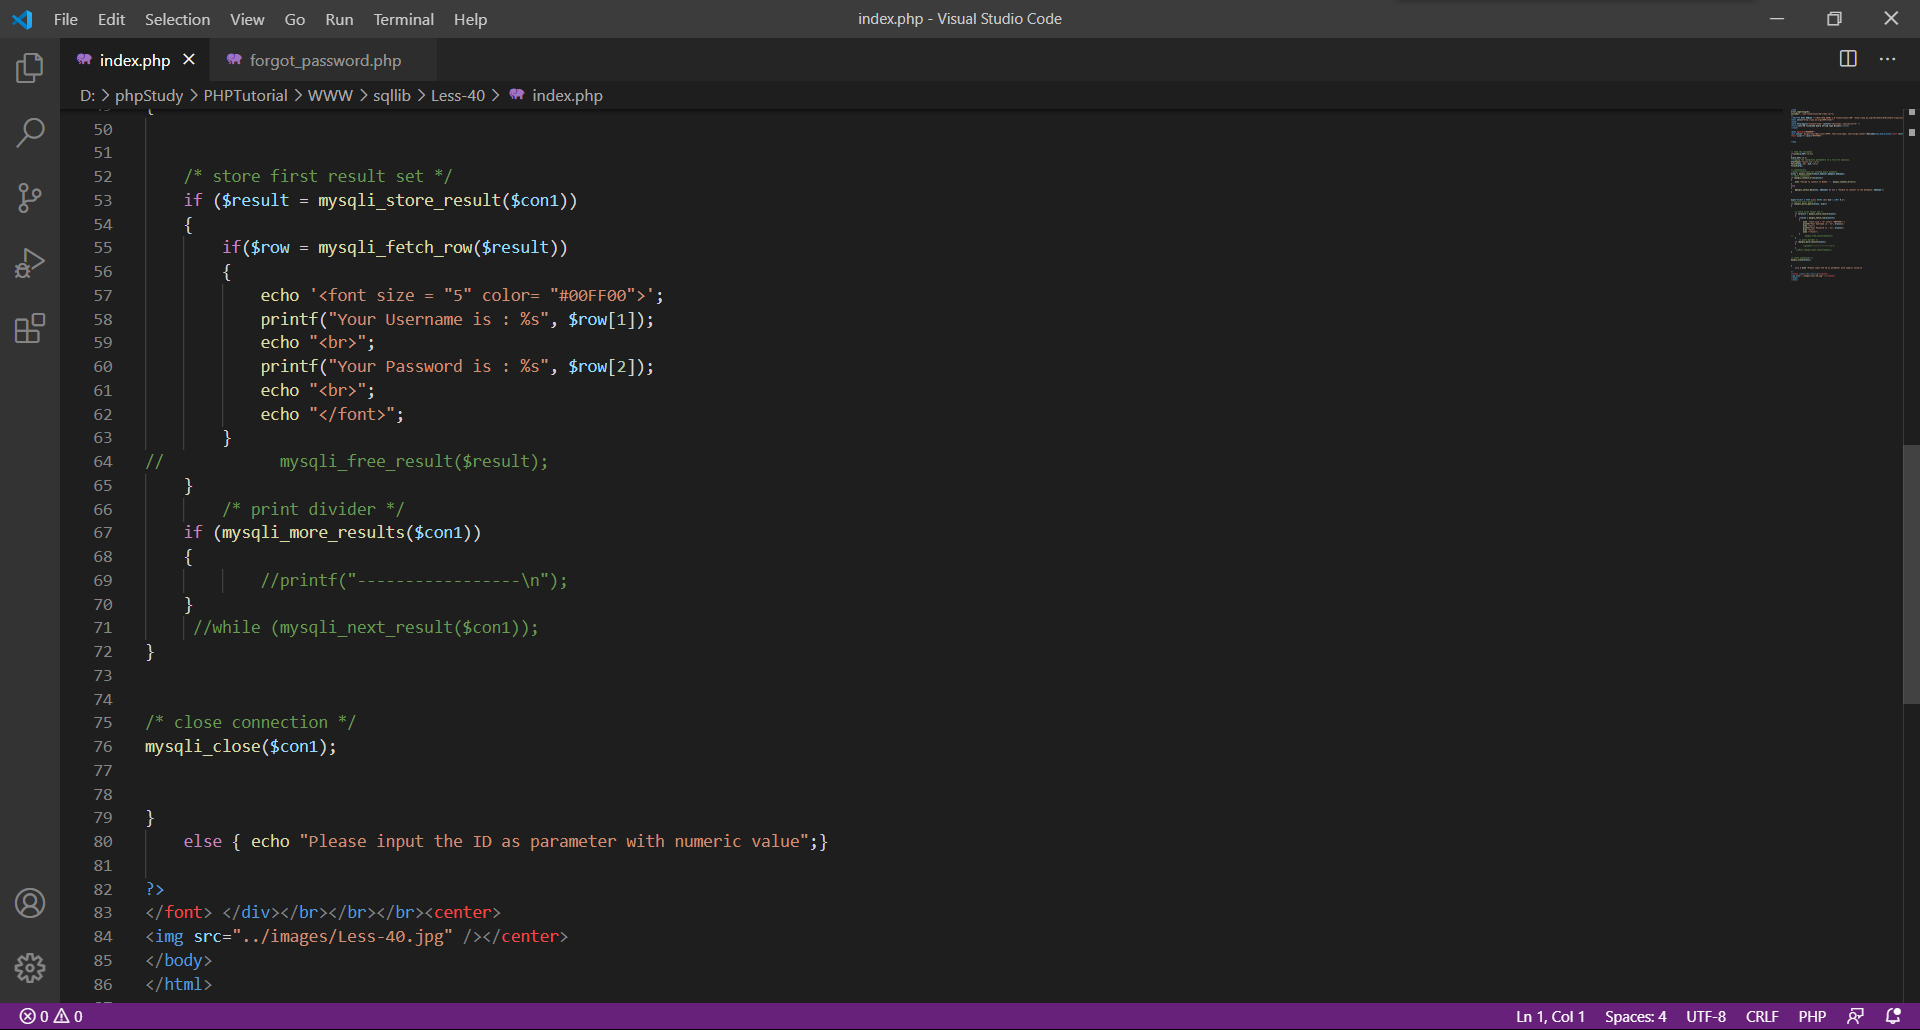 File Edit Selection View Go Run Terminal Help
index.php - Visual Studio Code
index.php forgot_password.php
D: > phpStudy > PHPTutorial > WWW > sqllib > Less-40 > index.php
50
51
52 /* store first result set */
53 if ($result = mysqli_store_result($con1))
54 {
55 if($row = mysqli_fetch_row($result))
56 {
57 echo '<font size = "5" color= "#00FF00">';
58 printf("Your Username is : %s", $row[1]);
59 echo "<br>";
60 printf("Your Password is : %s", $row[2]);
61 echo "<br>";
62 echo "</font>";
63 }
64 // mysqli_free_result($result);
65 }
66 /* print divider */
67 if (mysqli_more_results($con1))
68 {
69 //printf("-----------------\n");
70 }
71 //while (mysqli_next_result($con1));
72 }
73
74
75 /* close connection */
76 mysqli_close($con1);
77
78
79 }
80 else { echo "Please input the ID as parameter with numeric value";}
81
82 ?>
83 </font> </div></br></br></br><center>
84 <img src="../images/Less-40.jpg" /></center>
85 </body>
86 </html>
0 0
Ln 1, Col 1 Spaces: 4 UTF-8 CRLF PHP